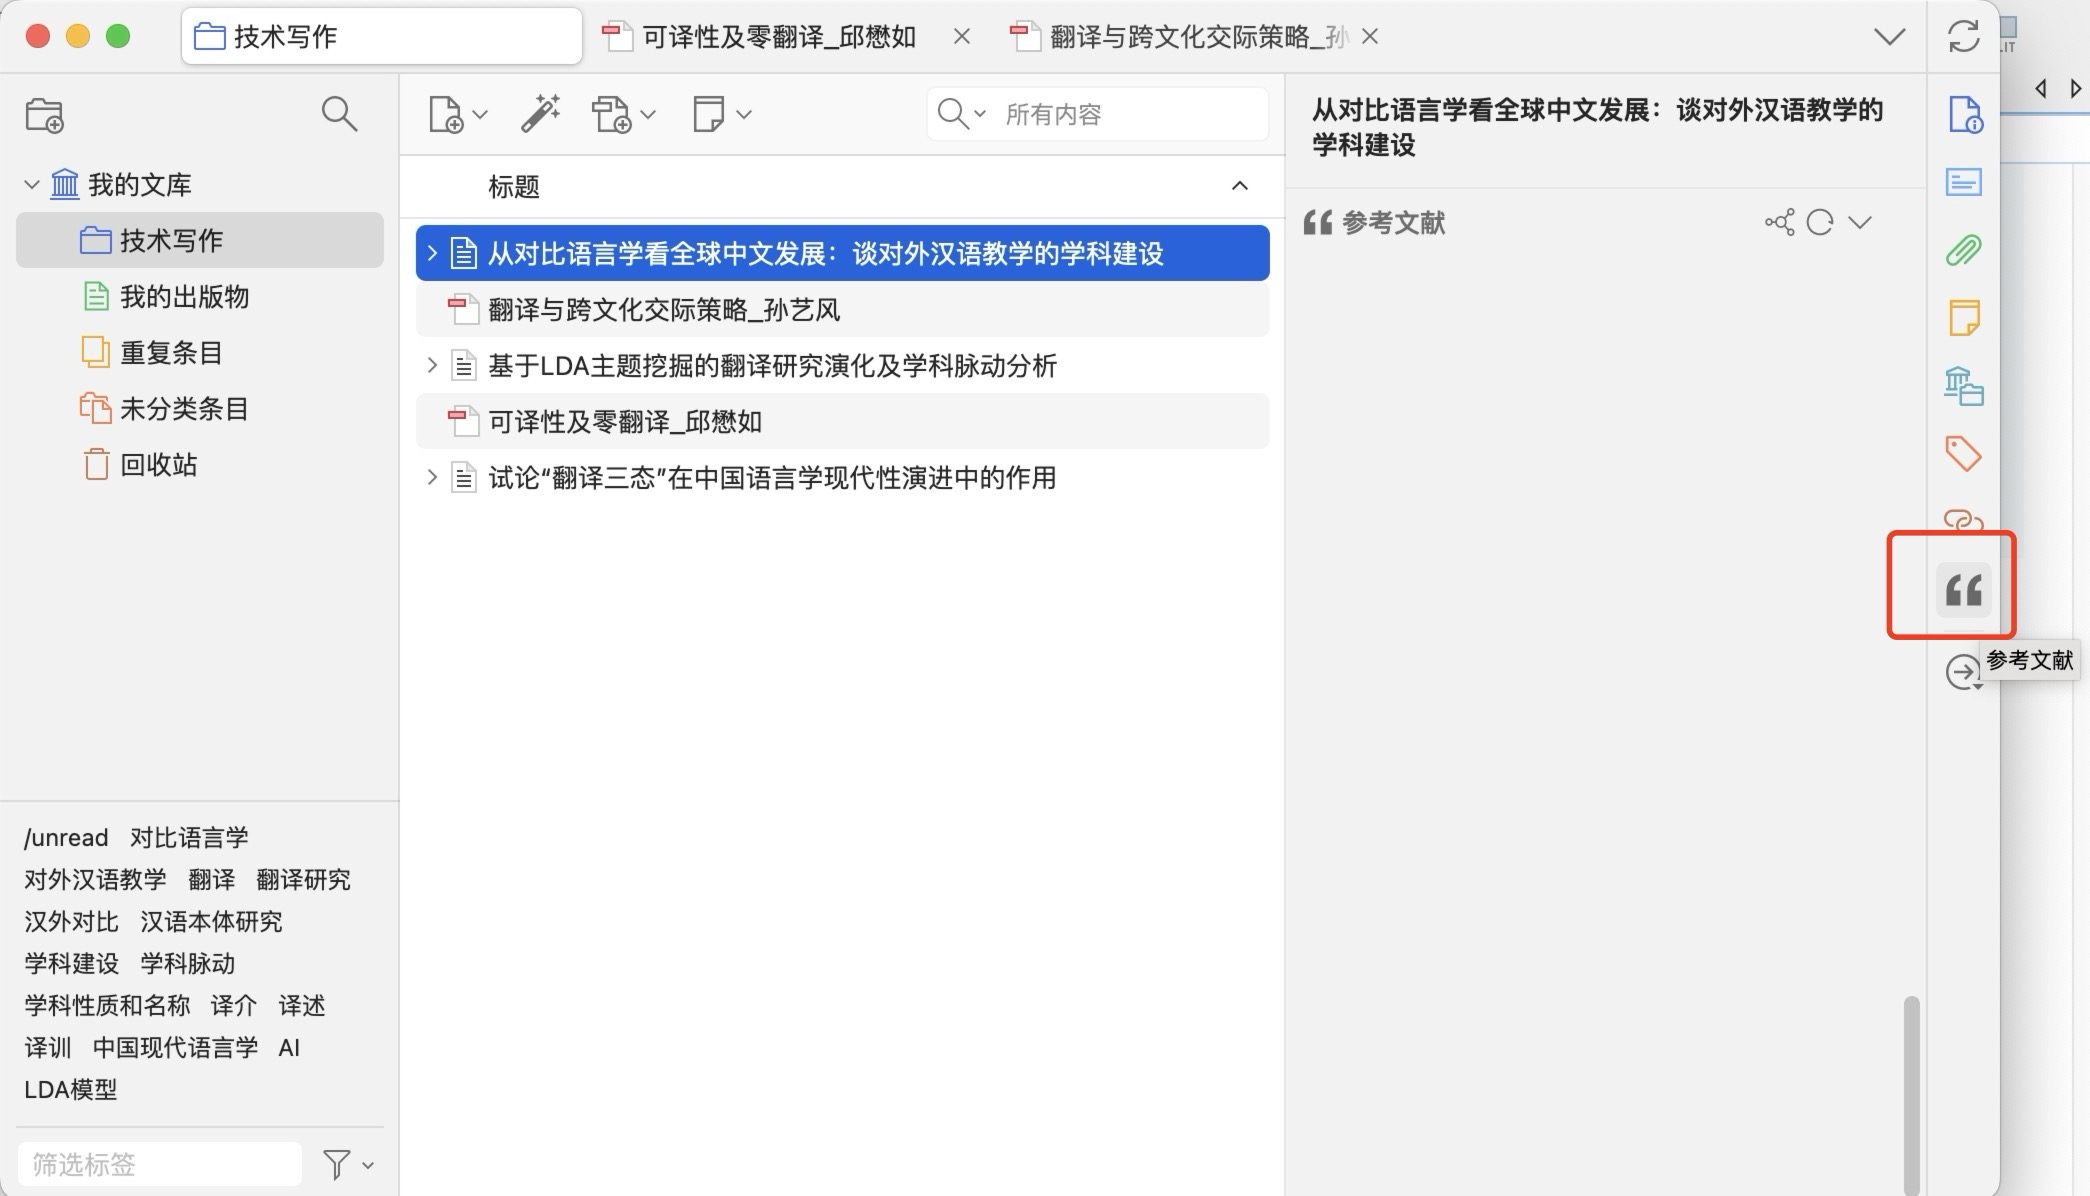 技术写作
可译性及零翻译_邱懋如
翻译与跨文化交际策略_孙
IT
所有内容
我的文库
技术写作
我的出版物
重复条目
未分类条目
回收站
标题
从对比语言学看全球中文发展：谈对外汉语教学的学科建设
翻译与跨文化交际策略_孙艺风
基于LDA主题挖掘的翻译研究演化及学科脉动分析
可译性及零翻译_邱懋如
试论“翻译三态”在中国语言学现代性演进中的作用
从对比语言学看全球中文发展：谈对外汉语教学的
学科建设
参考文献
参考文献
/unread 对比语言学
对外汉语教学 翻译 翻译研究
汉外对比 汉语本体研究
学科建设 学科脉动
学科性质和名称 译介 译述
译训 中国现代语言学 AI
LDA模型
筛选标签